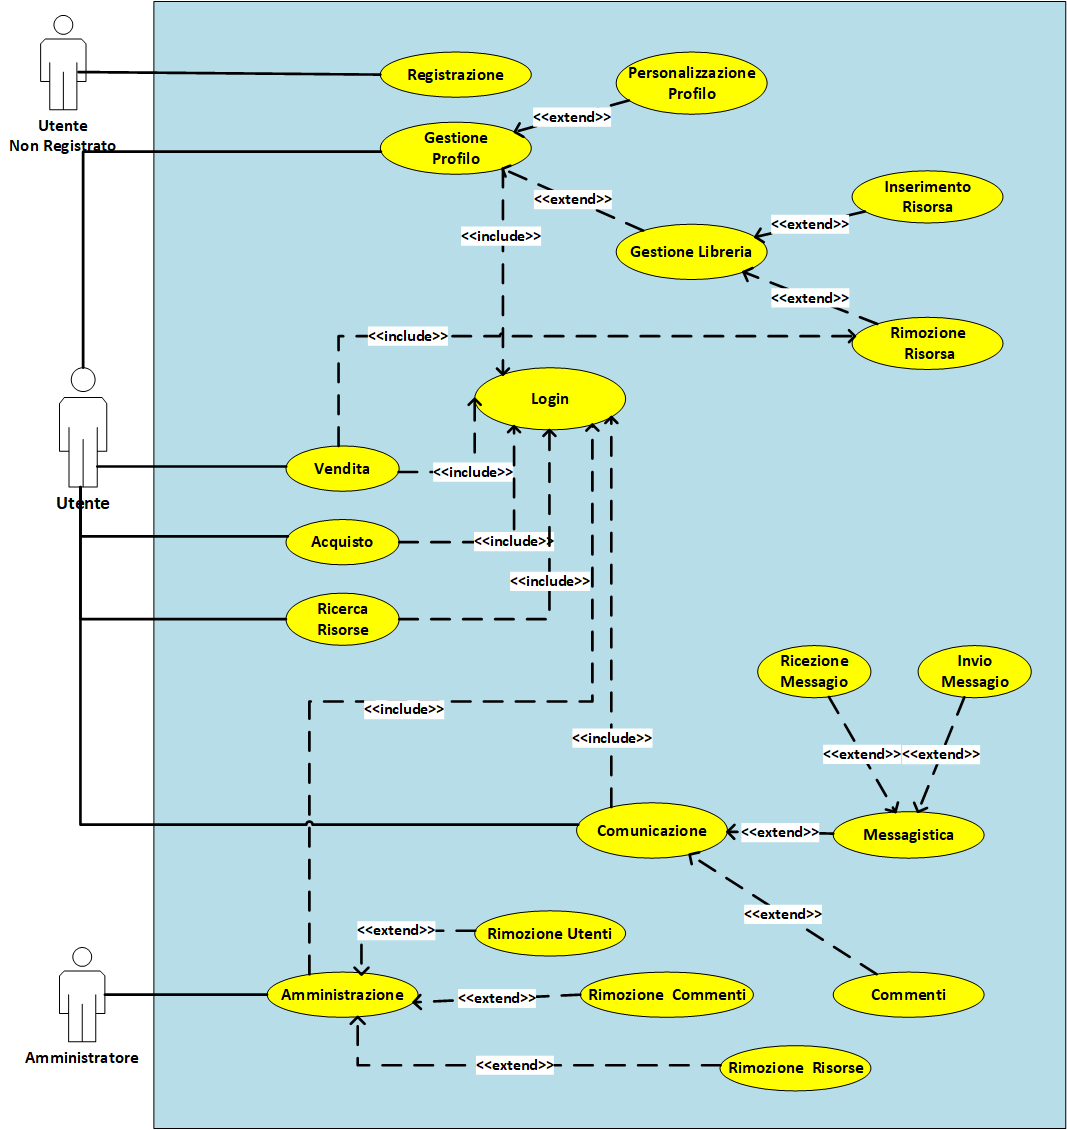 Utente
Non Registrato
Registrazione
Personalizzazione
Profilo
<<extend>>
Gestione
Profilo
<<extend>>
Inserimento
Risorsa
<<extend>>
<<include>>
Gestione Libreria
<<extend>>
<<include>>
Rimozione
Risorsa
Login
Vendita
<<include>>
Utente
Acquisto
<<include>>
<<include>>
Ricerca
Risorse
Ricezione
Messagio
Invio
Messagio
<<include>>
<<include>>
<<extend>>
<<extend>>
Comunicazione
<<extend>>
Messagistica
<<extend>>
<<extend>>
Rimozione Utenti
Amministrazione
<<extend>>
Rimozione Commenti
Commenti
Amministratore
<<extend>>
Rimozione Risorse